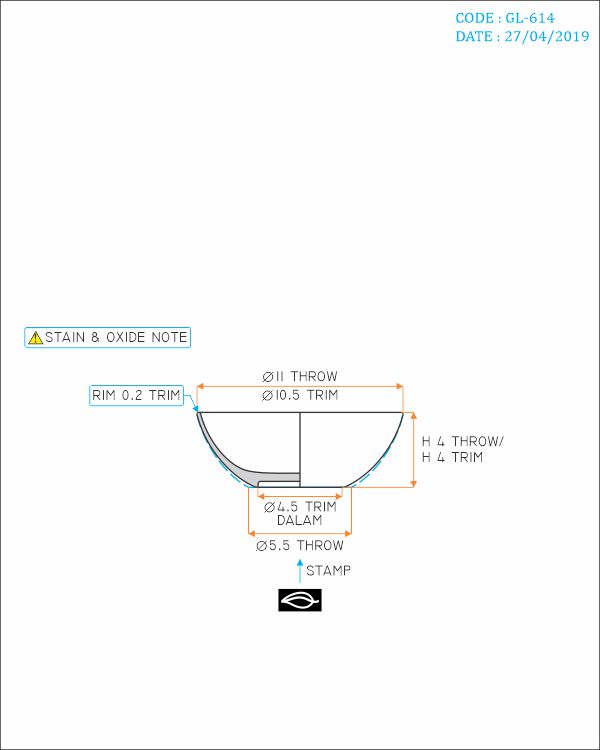 CODE : GL-614
DATE : 27/04/2019
STAIN & OXIDE NOTE
Ø11 THROW
RIM 0.2 TRIM
Ø10.5 TRIM
H 4 THROW/
H 4 TRIM
Ø4.5 TRIM
DALAM
Ø5.5 THROW
STAMP